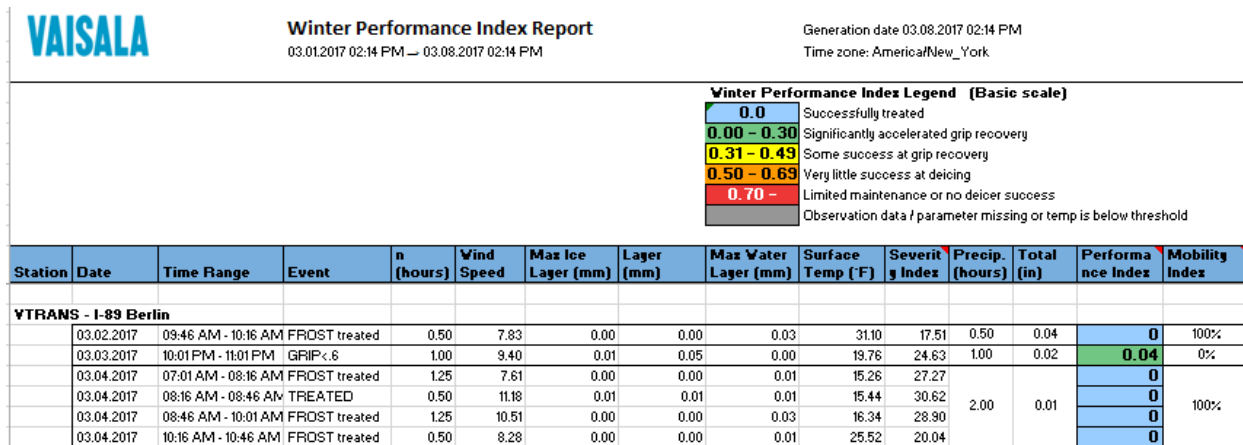 VAISALA
Winter Performance Index Report
03.01.2017 02:14 PM → 03.08.2017 02:14 PM
Generation date 03.08.2017 02:14 PM
Time zone: America/New_York
Winter Performance Index Legend (Basic scale)
0.0 Successfully treated
0.00 - 0.30 Significantly accelerated grip recovery
0.31 - 0.49 Some success at grip recovery
0.50 - 0.69 Very little success at deicing
0.70 - Limited maintenance or no deicer success
Observation data / parameter missing or temp is below threshold
n Wind Max Ice Layer Max Water Surface Severit Precip. Total Performa Mobility
Station Date Time Range Event (hours) Speed Layer (mm) (mm) Layer (mm) Temp (°F) y Index (hours) (in) nce Index Index
VTRANS - I-89 Berlin
03.02.2017 09:46 AM - 10:16 AM FROST treated 0.50 7.83 0.00 0.00 0.03 31.10 17.51 0.50 0.04 0 100%
03.03.2017 10:01 PM - 11:01 PM GRIP<.6 1.00 9.40 0.01 0.05 0.00 19.76 24.63 1.00 0.02 0.04 0%
03.04.2017 07:01 AM - 08:16 AM FROST treated 1.25 7.61 0.00 0.00 0.01 15.26 27.27 0
03.04.2017 08:16 AM - 08:46 AM TREATED 0.50 11.18 0.01 0.01 0.01 15.44 30.62 0
2.00 0.01 100%
03.04.2017 08:46 AM - 10:01 AM FROST treated 1.25 10.51 0.00 0.00 0.03 16.34 28.90 0
03.04.2017 10:16 AM - 10:46 AM FROST treated 0.50 8.28 0.00 0.00 0.01 25.52 20.04 0